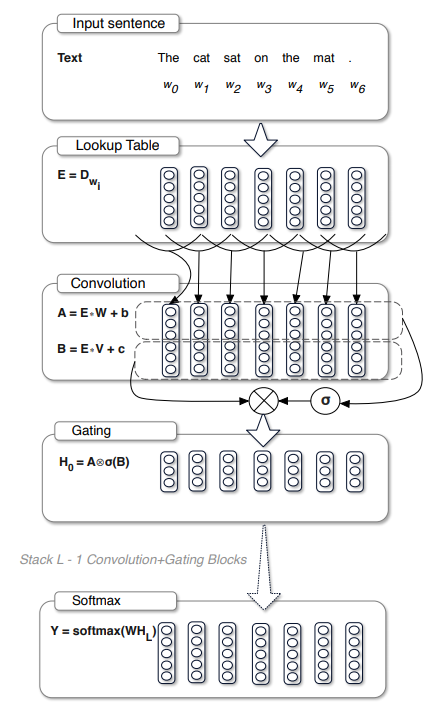 Input sentence
Text The cat sat on the mat .
w0 w1 w2 w3 w4 w5 w6
Lookup Table
E = Dwi
Convolution
A = E∗W + b
B = E∗V + c
σ
Gating
H0 = A⊗σ(B)
Stack L - 1 Convolution+Gating Blocks
Softmax
Y = softmax(WHL)